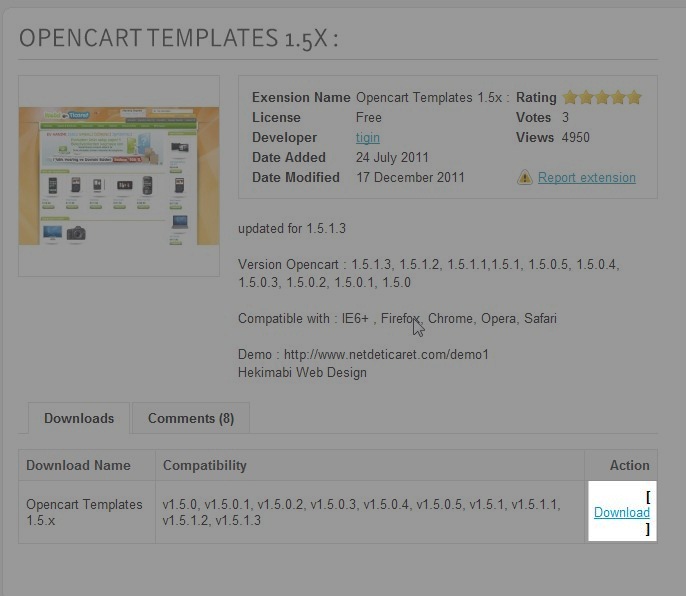 OPENCART TEMPLATES 1.5X :
Exension Name Opencart Templates 1.5x :
Rating
License Free
Votes 3
Developer tigin
Views 4950
Date Added 24 July 2011
Date Modified 17 December 2011
Report extension
updated for 1.5.1.3
Version Opencart : 1.5.1.3, 1.5.1.2, 1.5.1.1,1.5.1, 1.5.0.5, 1.5.0.4,
1.5.0.3, 1.5.0.2, 1.5.0.1, 1.5.0
Compatible with : IE6+ , Firefox, Chrome, Opera, Safari
Demo : http://www.netdeticaret.com/demo1
Hekimabi Web Design
Downloads
Comments (8)
Download Name
Compatibility
Action
Opencart Templates
1.5.x
v1.5.0, v1.5.0.1, v1.5.0.2, v1.5.0.3, v1.5.0.4, v1.5.0.5, v1.5.1, v1.5.1.1,
v1.5.1.2, v1.5.1.3
[
Download
]